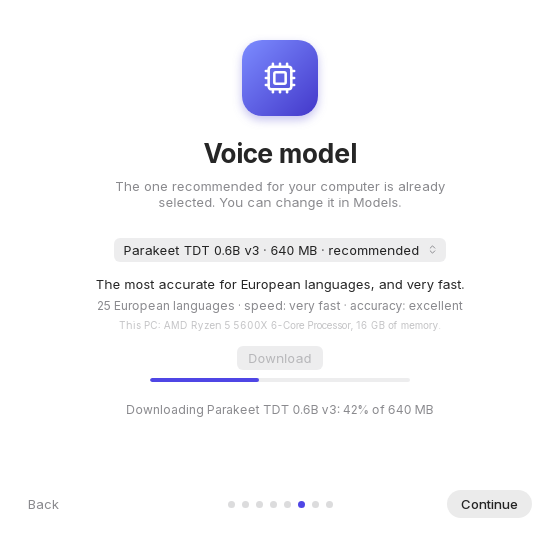 Voice model
The one recommended for your computer is already
selected. You can change it in Models.
Parakeet TDT 0.6B v3 · 640 MB · recommended
The most accurate for European languages, and very fast.
25 European languages · speed: very fast · accuracy: excellent
This PC: AMD Ryzen 5 5600X 6-Core Processor, 16 GB of memory.
Download
Downloading Parakeet TDT 0.6B v3: 42% of 640 MB
Back
Continue